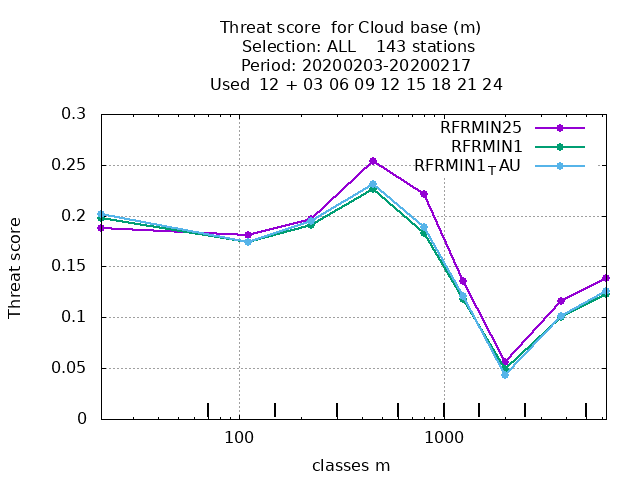 Threat score  for Cloud base (m)
Selection: ALL    143 stations
Period: 20200203-20200217
Used  12 + 03 06 09 12 15 18 21 24
0.3
0.25
0.2
0.15
0.1
0.05
0
Threat score
RFRMIN25
RFRMIN1
RFRMIN1TAU
100
1000
classes m